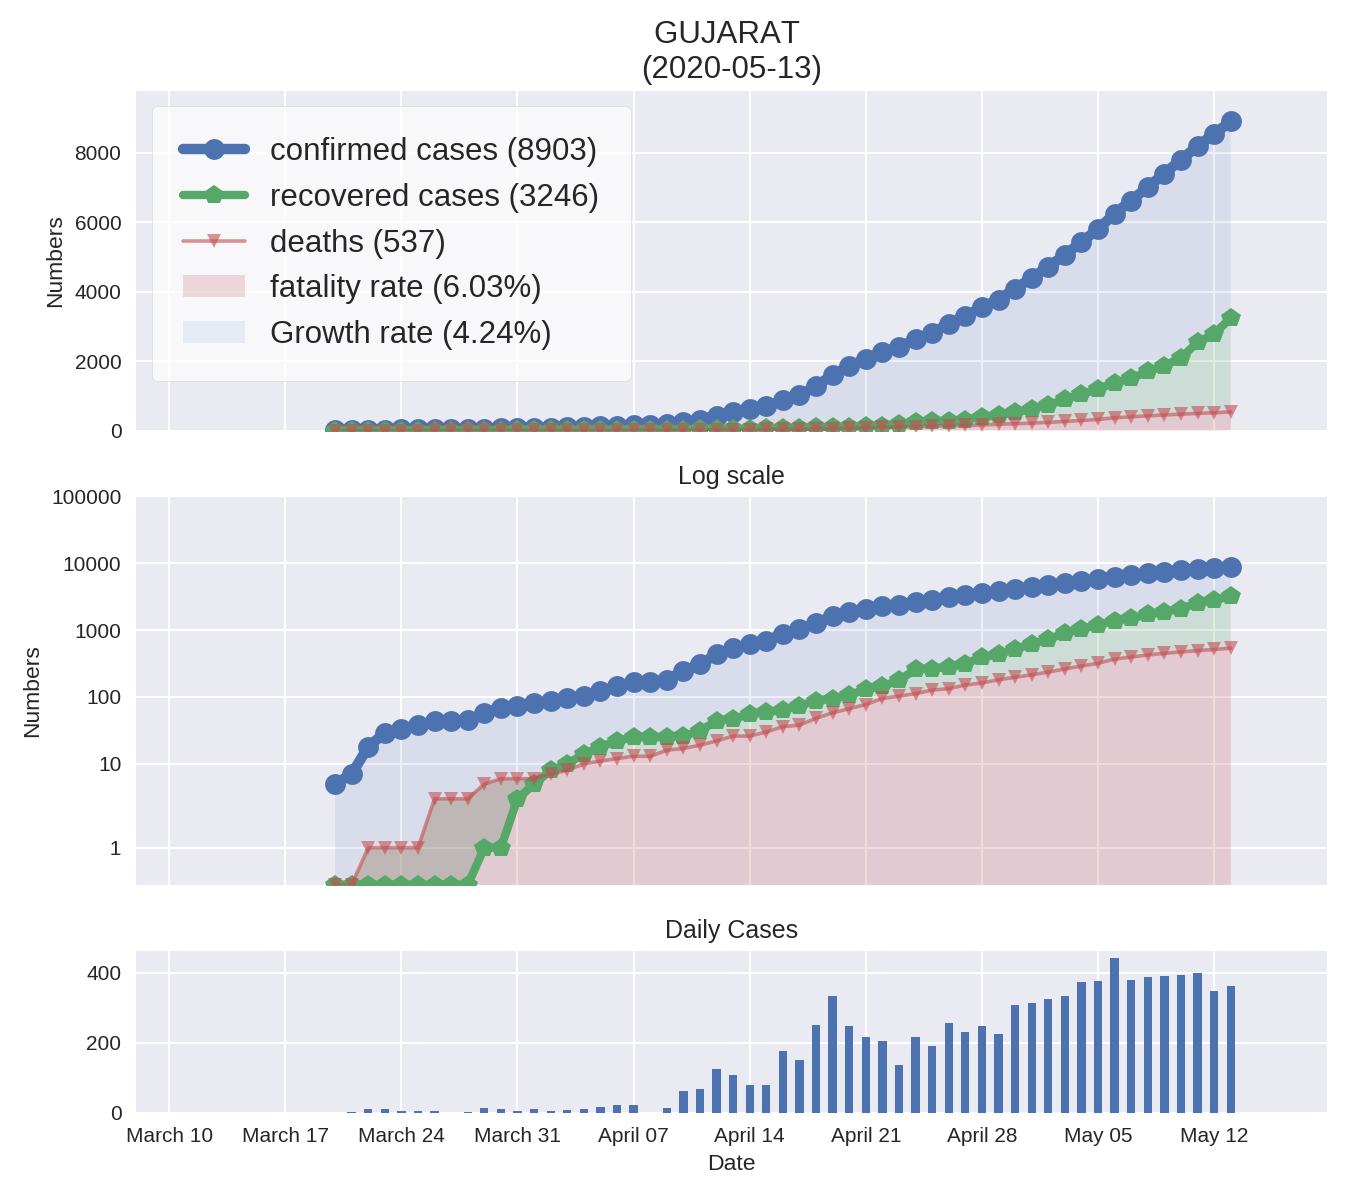 GUJARAT
(2020-05-13)
confirmed cases (8903)
recovered cases (3246)
deaths (537)
fatality rate (6.03%)
Growth rate (4.24%)
Numbers
8000
6000
4000
2000
0
Log scale
Numbers
100000
10000
1000
100
10
1
Daily Cases
400
200
0
March 10 March 17 March 24 March 31 April 07 April 14 April 21 April 28 May 05 May 12
Date